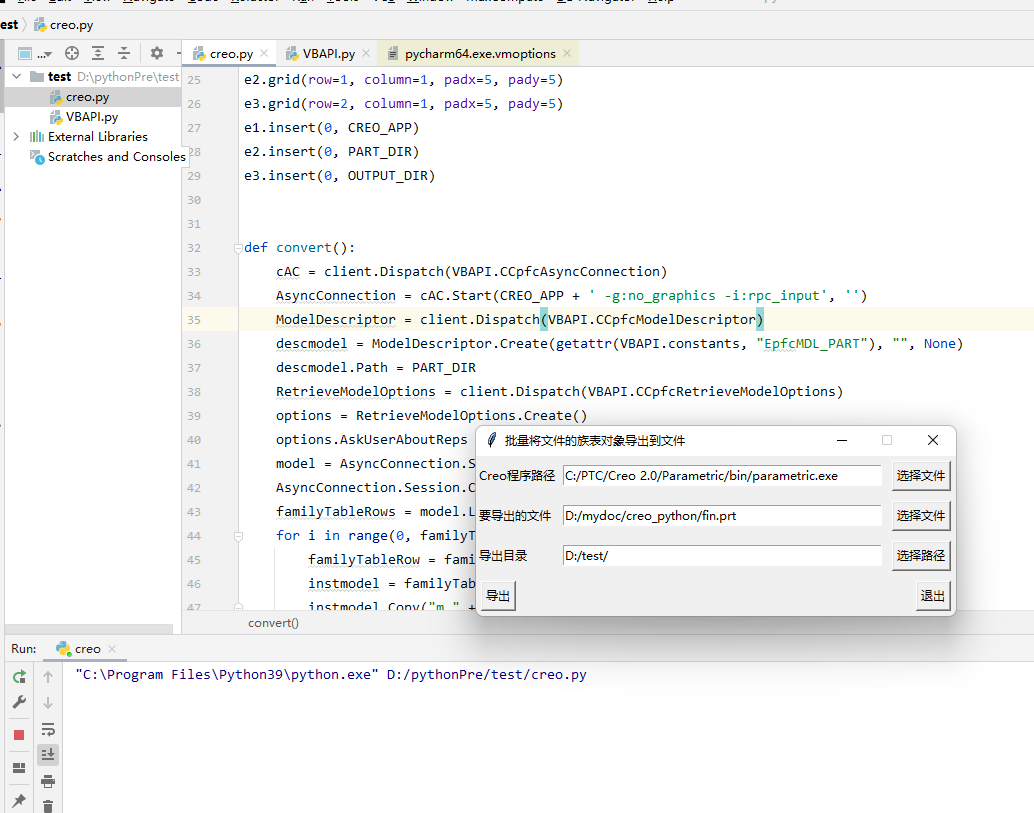 est creo.py
creo.py VBAPI.py pycharm64.exe.vmoptions
test D:\pythonPre\test
creo.py
VBAPI.py
External Libraries
Scratches and Consoles
25 e2.grid(row=1, column=1, padx=5, pady=5)
26 e3.grid(row=2, column=1, padx=5, pady=5)
27 e1.insert(0, CREO_APP)
28 e2.insert(0, PART_DIR)
29 e3.insert(0, OUTPUT_DIR)
30
31
32 def convert():
33 cAC = client.Dispatch(VBAPI.CCpfcAsyncConnection)
34 AsyncConnection = cAC.Start(CREO_APP + ' -g:no_graphics -i:rpc_input', '')
35 ModelDescriptor = client.Dispatch(VBAPI.CCpfcModelDescriptor)
36 descmodel = ModelDescriptor.Create(getattr(VBAPI.constants, "EpfcMDL_PART"), "", None)
37 descmodel.Path = PART_DIR
38 RetrieveModelOptions = client.Dispatch(VBAPI.CCpfcRetrieveModelOptions)
39 options = RetrieveModelOptions.Create()
40 options.AskUserAboutReps
41 model = AsyncConnection.S
42 AsyncConnection.Session.C
43 familyTableRows = model.L
44 for i in range(0, familyT
45 familyTableRow = fami
46 instmodel = familyTab
47 instmodel.Copy("m_" +
convert()
批量将文件的族表对象导出到文件
Creo程序路径 C:/PTC/Creo 2.0/Parametric/bin/parametric.exe 选择文件
要导出的文件 D:/mydoc/creo_python/fin.prt 选择文件
导出目录 D:/test/ 选择路径
导出 退出
Run: creo
"C:\Program Files\Python39\python.exe" D:/pythonPre/test/creo.py